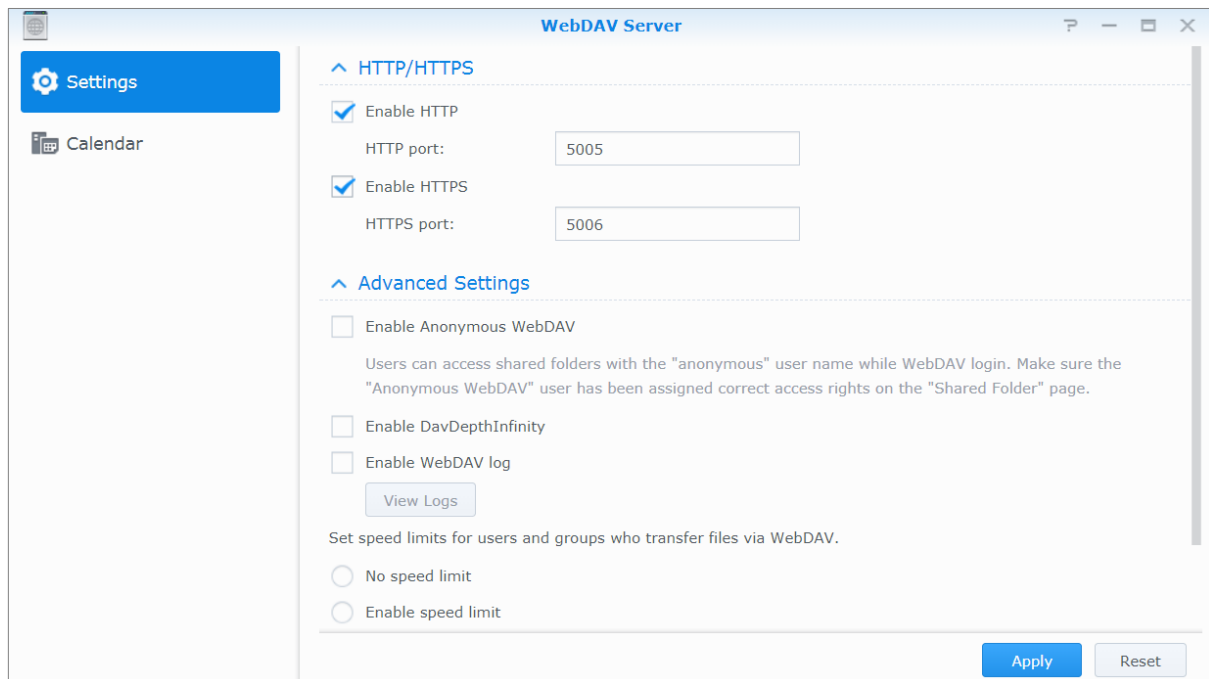 WebDAV Server
Settings
Calendar
HTTP/HTTPS
Enable HTTP
HTTP port: 5005
Enable HTTPS
HTTPS port: 5006
Advanced Settings
Enable Anonymous WebDAV
Users can access shared folders with the "anonymous" user name while WebDAV login. Make sure the
"Anonymous WebDAV" user has been assigned correct access rights on the "Shared Folder" page.
Enable DavDepthInfinity
Enable WebDAV log
View Logs
Set speed limits for users and groups who transfer files via WebDAV.
No speed limit
Enable speed limit
Apply Reset